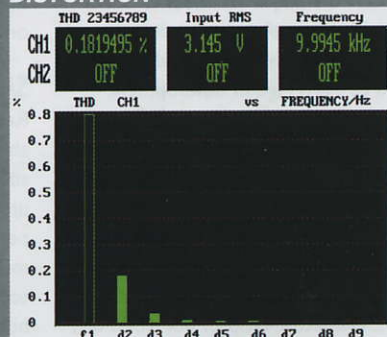 THD 23456789 Input RMS Frequency
CH1 0.1819495 % 3.145 V 9.9945 kHz
CH2 OFF OFF OFF
% THD CH1 vs FREQUENCY/Hz
0.8
0.7
0.6
0.5
0.4
0.3
0.2
0.1
0
f1 d2 d3 d4 d5 d6 d7 d8 d9